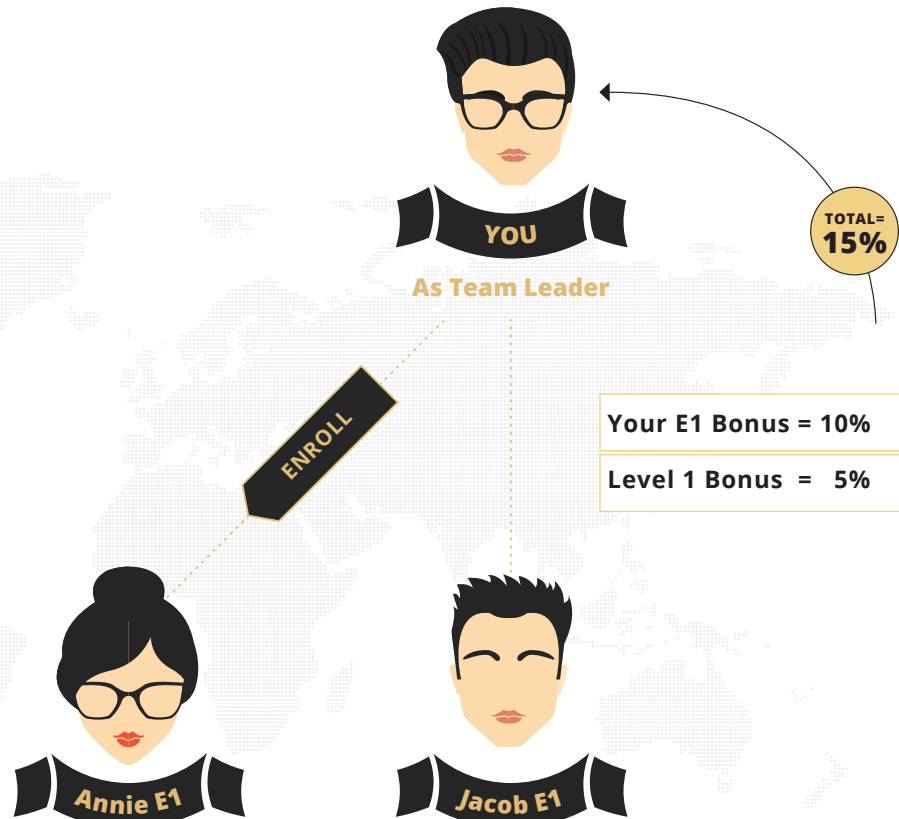 YOU
As Team Leader
TOTAL=
15%
ENROLL
Your E1 Bonus = 10%
Level 1 Bonus = 5%
Annie E1
Jacob E1